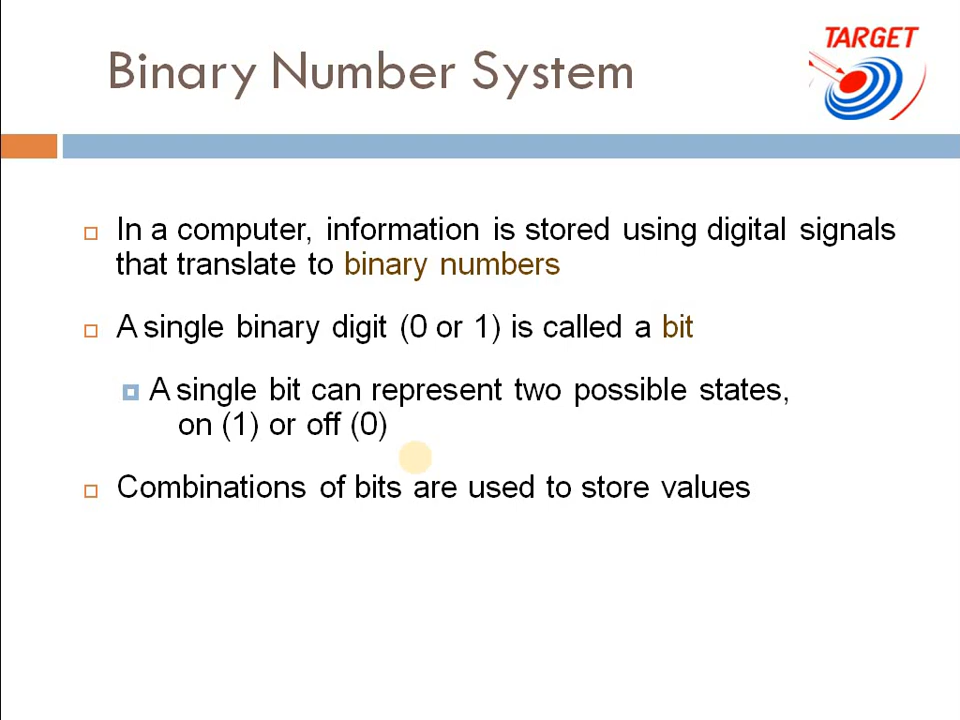 Binary Number System
TARGET
In a computer, information is stored using digital signals
that translate to binary numbers
A single binary digit (0 or 1) is called a bit
A single bit can represent two possible states,
on (1) or off (0)
Combinations of bits are used to store values